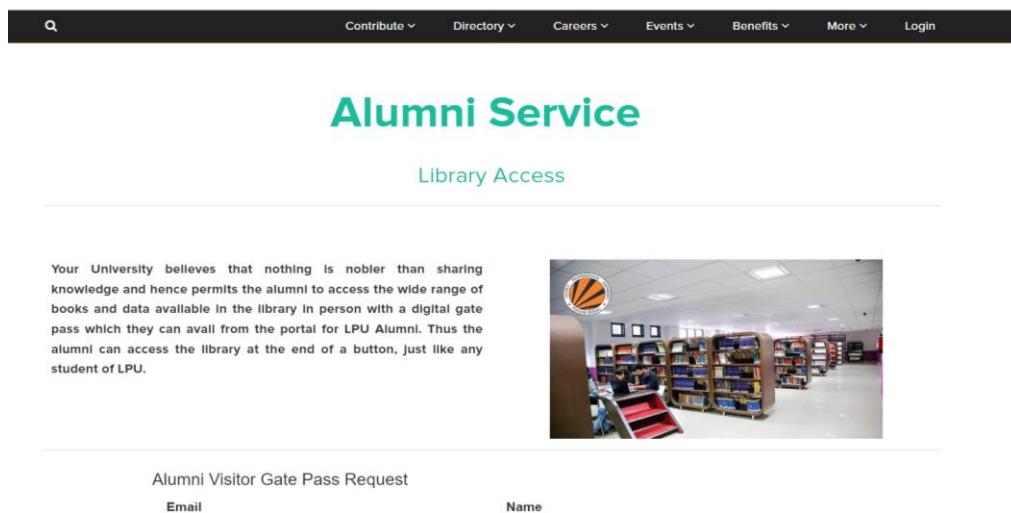 Contribute Directory Careers Events Benefits More Login
Alumni Service
Library Access
Your University believes that nothing is nobler than sharing
knowledge and hence permits the alumni to access the wide range of
books and data available in the library in person with a digital gate
pass which they can avail from the portal for LPU Alumni. Thus the
alumni can access the library at the end of a button, just like any
student of LPU.
Alumni Visitor Gate Pass Request
Email Name